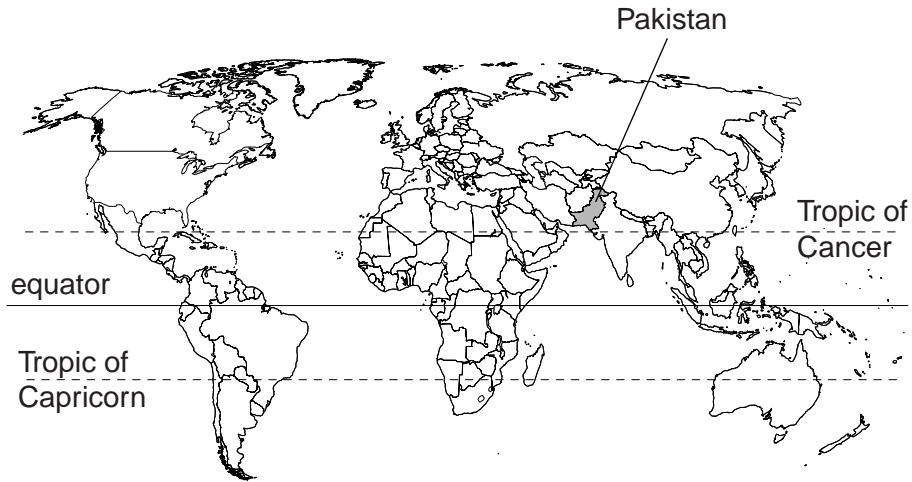 Pakistan
Tropic of
Cancer
equator
Tropic of
Capricorn